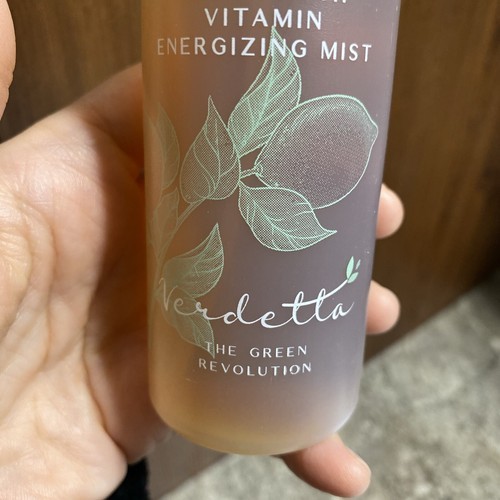 VITAMIN
ENERGIZING MIST
Verdetta
THE GREEN
REVOLUTION